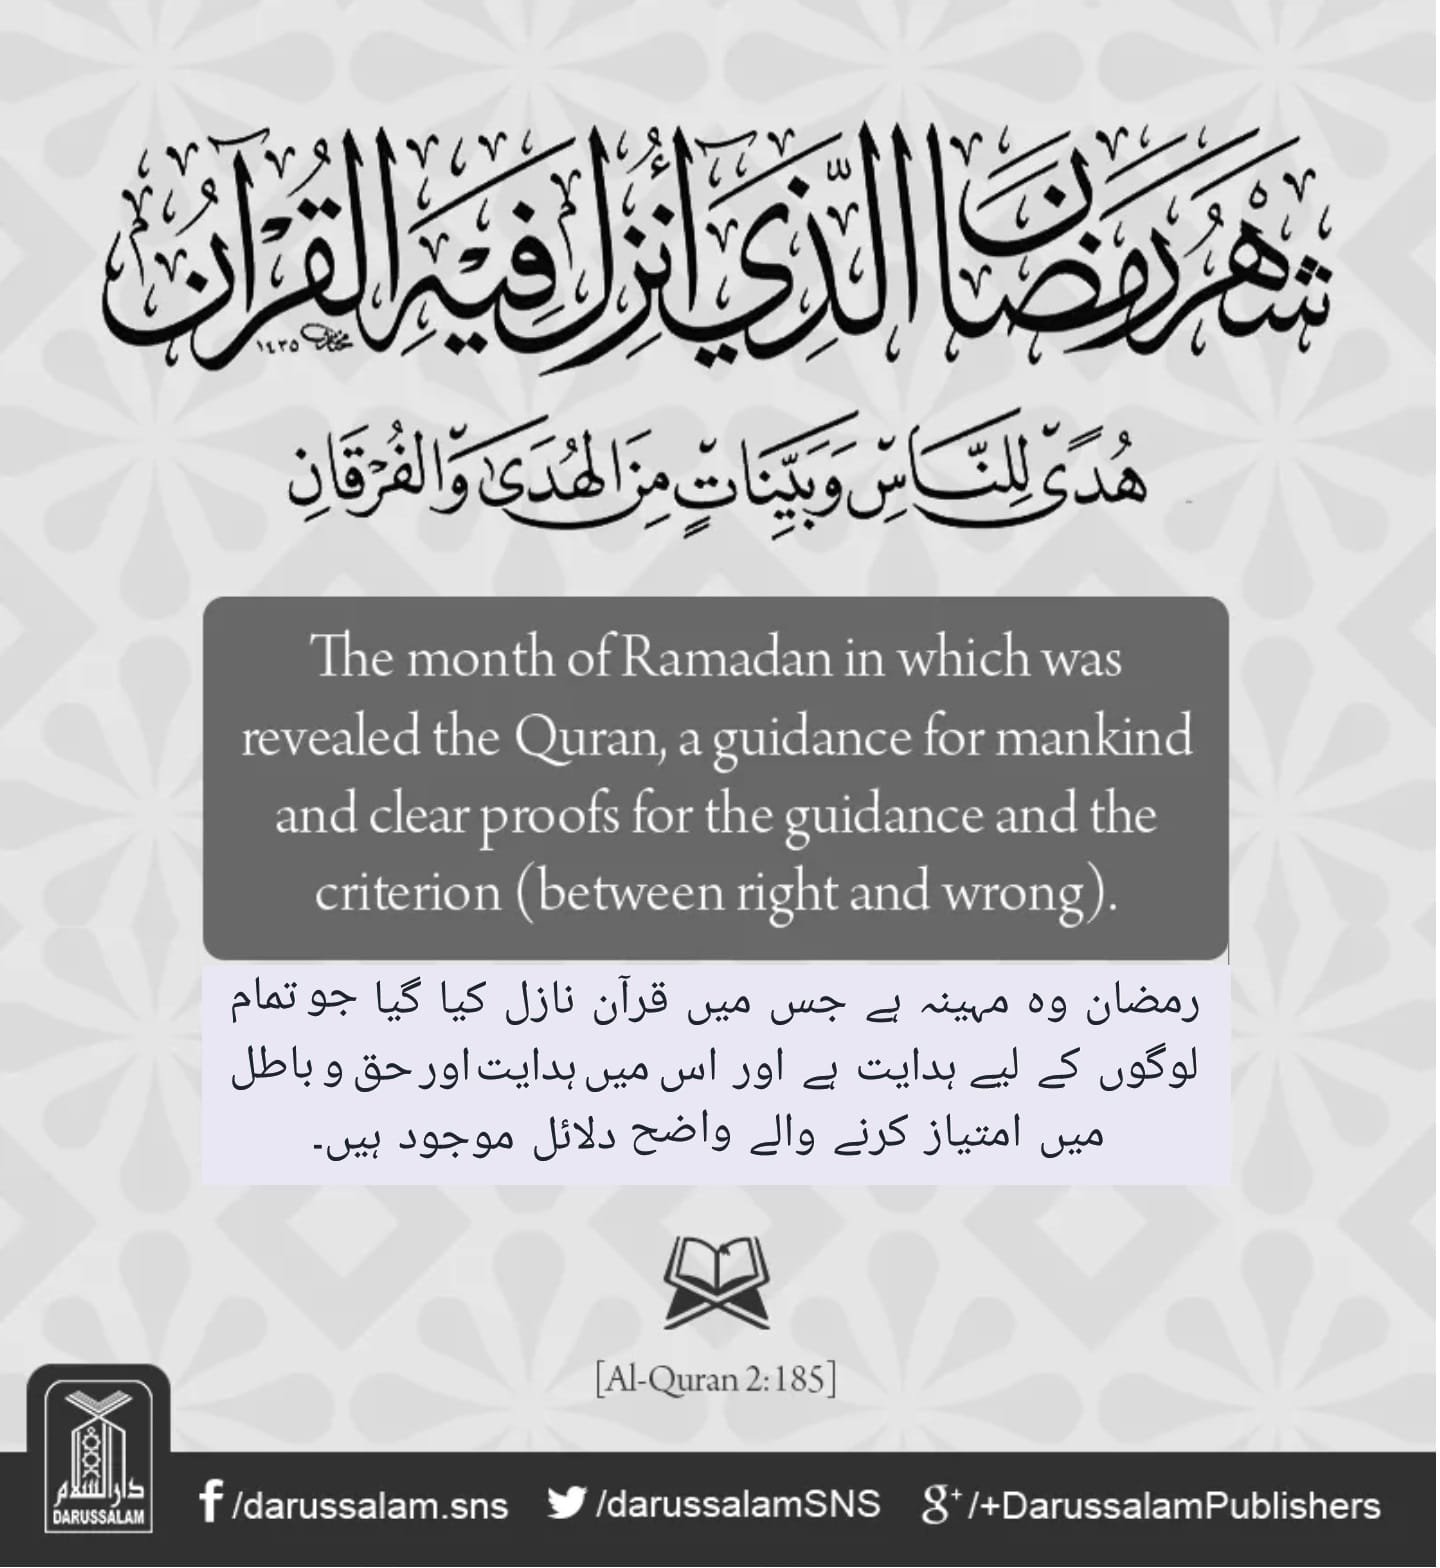 شَهْرُ رَمَضَانَ الَّذِي أُنْزِلَ فِيهِ الْقُرْآنُ
١٤٣٥
هُدًى لِلنَّاسِ وَبَيِّنَاتٍ مِنَ الْهُدَىٰ وَالْفُرْقَانِ
The month of Ramadan in which was
revealed the Quran, a guidance for mankind
and clear proofs for the guidance and the
criterion (between right and wrong).
رمضان وہ مہینہ ہے جس میں قرآن نازل کیا گیا جو تمام
لوگوں کے لیے ہدایت ہے اور اس میں ہدایت اور حق و باطل
میں امتیاز کرنے والے واضح دلائل موجود ہیں۔
[Al-Quran 2:185]
دارالسلام
DARUSSALAM
f /darussalam.sns /darussalamSNS g+ /+DarussalamPublishers